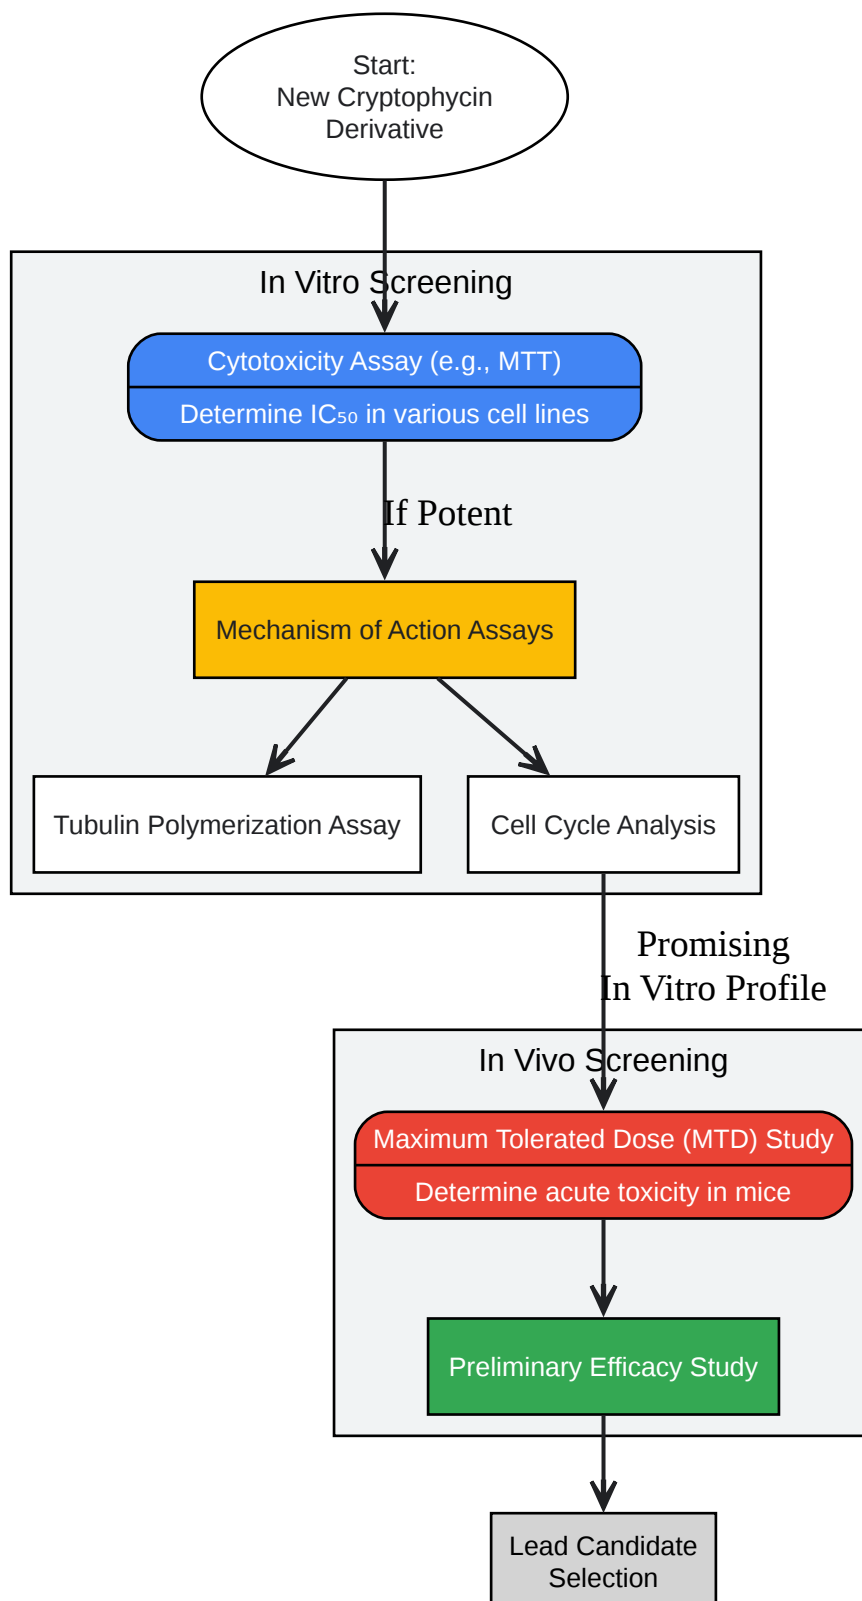 Start:
New Cryptophycin
Derivative
In Vitro Screening
Cytotoxicity Assay (e.g., MTT)
Determine IC₅₀ in various cell lines
If Potent
Mechanism of Action Assays
Tubulin Polymerization Assay
Cell Cycle Analysis
Promising
In Vitro Profile
In Vivo Screening
Maximum Tolerated Dose (MTD) Study
Determine acute toxicity in mice
Preliminary Efficacy Study
Lead Candidate
Selection